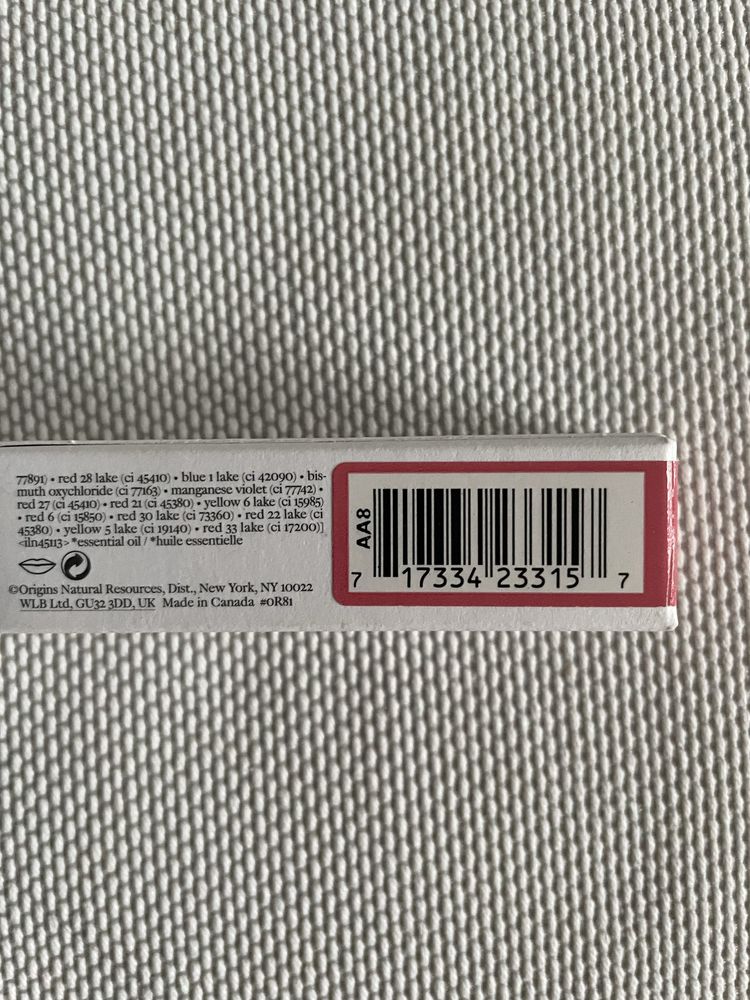 77891) • red 28 lake (ci 45410) • blue 1 lake (ci 42090) • bis-
muth oxychloride (ci 77163) • manganese violet (ci 77742) •
red 27 (ci 45410) • red 21 (ci 45380) • yellow 6 lake (ci 15985)
• red 6 (ci 15850) • red 30 lake (ci 73360) • red 22 lake (ci
45380) • yellow 5 lake (ci 19140) • red 33 lake (ci 17200)]
<iln45113> *essential oil / *huile essentielle
©Origins Natural Resources, Dist., New York, NY 10022
WLB Ltd, GU32 3DD, UK Made in Canada #0R81
AA8
7 17334 23315 7